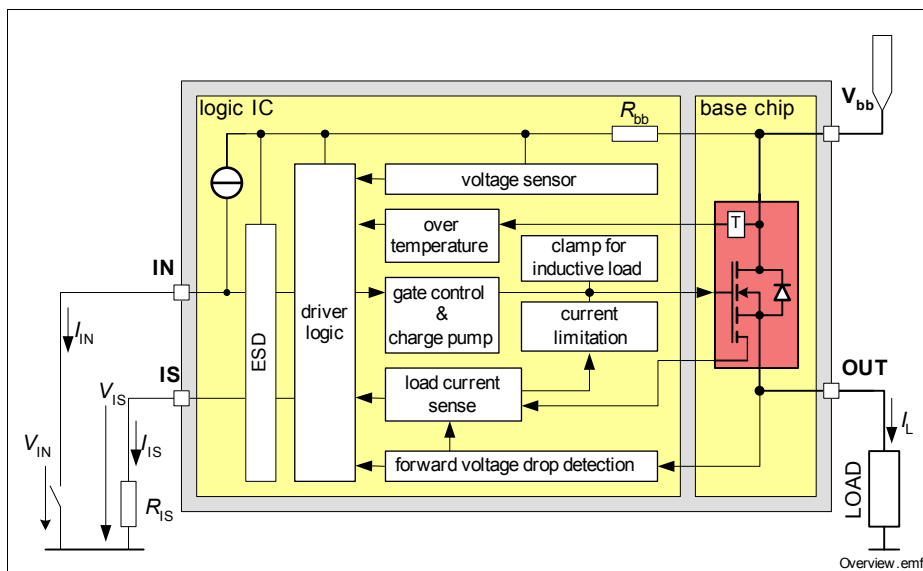 logic IC
base chip
V_bb
R_bb
voltage sensor
T
over
temperature
clamp for
inductive load
IN
gate control
&
charge pump
driver
logic
current
limitation
ESD
I_IN
IS
OUT
load current
sense
V_IS
I_L
V_IN
I_IS
forward voltage drop detection
LOAD
R_IS
Overview.emf